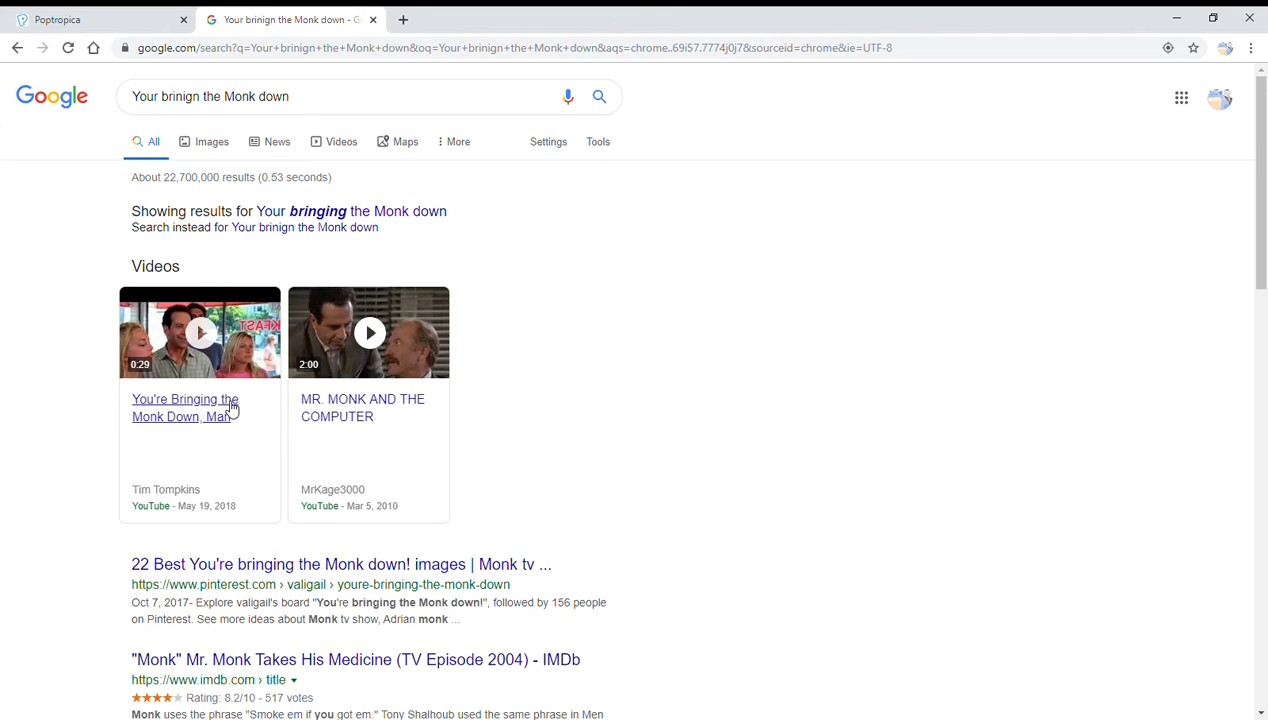 Poptropica
Your brinign the Monk down - G
google.com/search?q=Your+brinign+the+Monk+down&oq=Your+brinign+the+Monk+down&aqs=chrome..69i57.7774j0j7&sourceid=chrome&ie=UTF-8
Google
Your brinign the Monk down
All Images News Videos Maps More Settings Tools
About 22,700,000 results (0.53 seconds)
Showing results for Your bringing the Monk down
Search instead for Your brinign the Monk down
Videos
KFAST
0:29
2:00
You're Bringing the
Monk Down, Man
MR. MONK AND THE
COMPUTER
Tim Tompkins
YouTube - May 19, 2018
MrKage3000
YouTube - Mar 5, 2010
22 Best You're bringing the Monk down! images | Monk tv ...
https://www.pinterest.com › valigail › youre-bringing-the-monk-down
Oct 7, 2017- Explore valigail's board "You're bringing the Monk down!", followed by 156 people
on Pinterest. See more ideas about Monk tv show, Adrian monk ...
"Monk" Mr. Monk Takes His Medicine (TV Episode 2004) - IMDb
https://www.imdb.com › title
Rating: 8.2/10 - 517 votes
Monk uses the phrase "Smoke em if you got em." Tony Shalhoub used the same phrase in Men